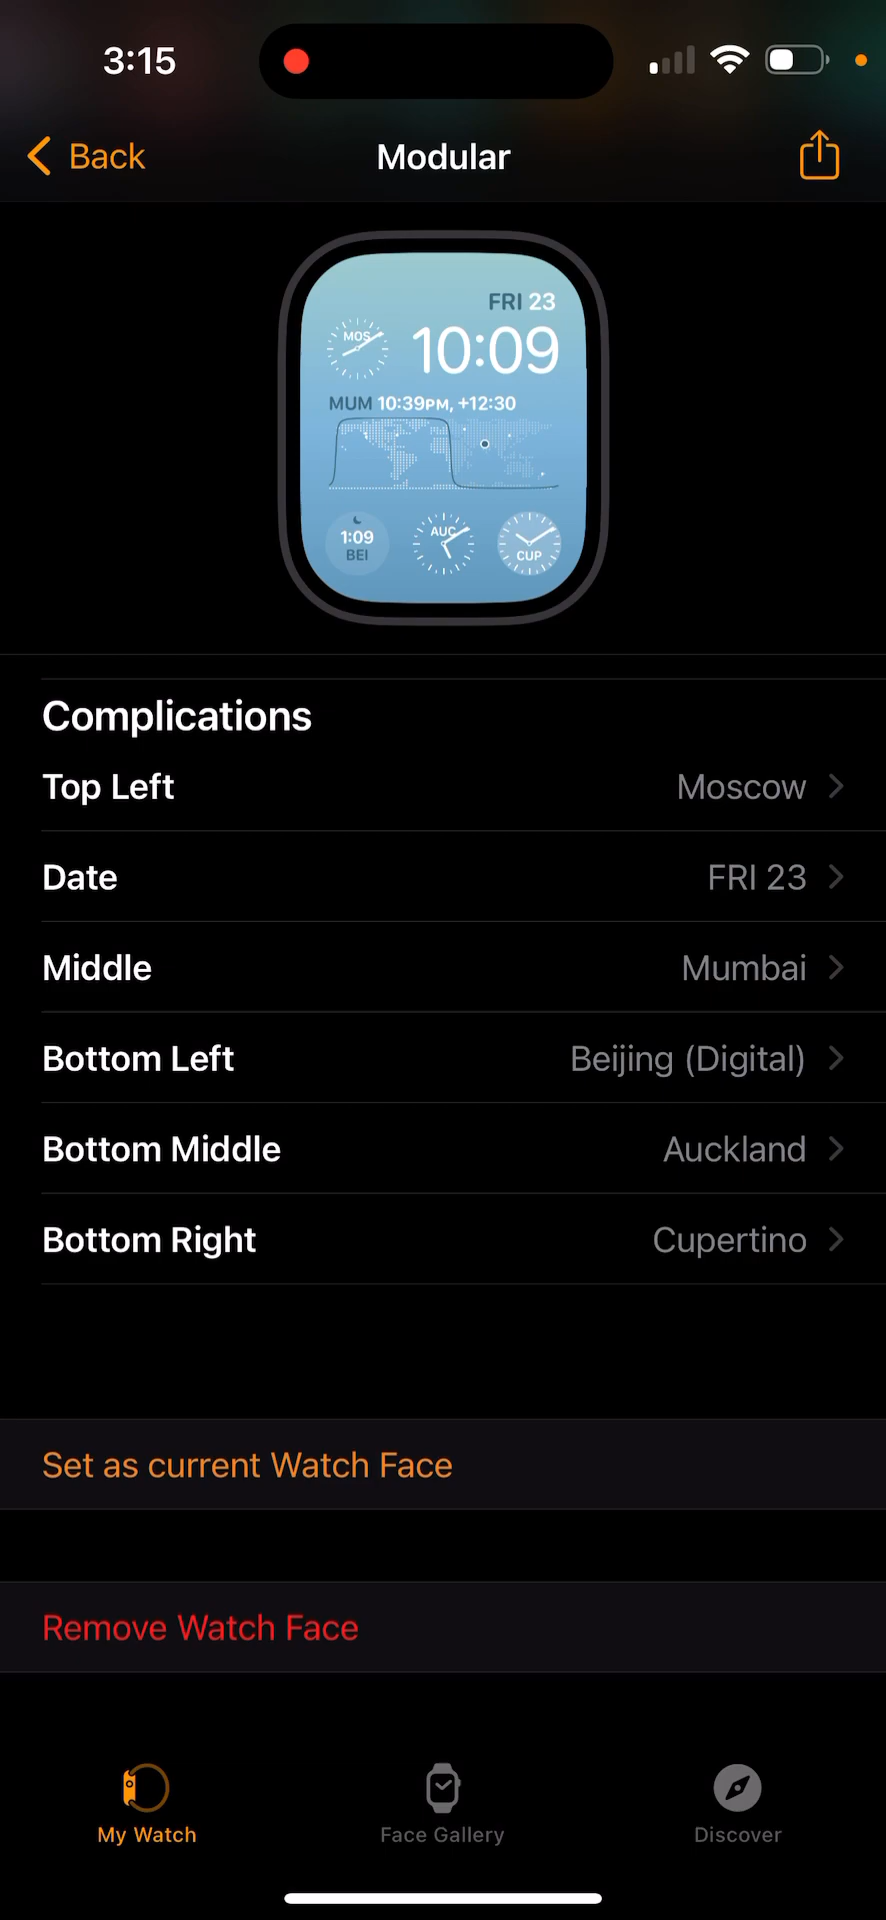 3:15
Back
Modular
FRI 23
MOS
10:09
MUM 10:39PM, +12:30
1:09
BEI
AUC
CUP
Complications
Top Left
Moscow
Date
FRI 23
Middle
Mumbai
Bottom Left
Beijing (Digital)
Bottom Middle
Auckland
Bottom Right
Cupertino
Set as current Watch Face
Remove Watch Face
My Watch
Face Gallery
Discover